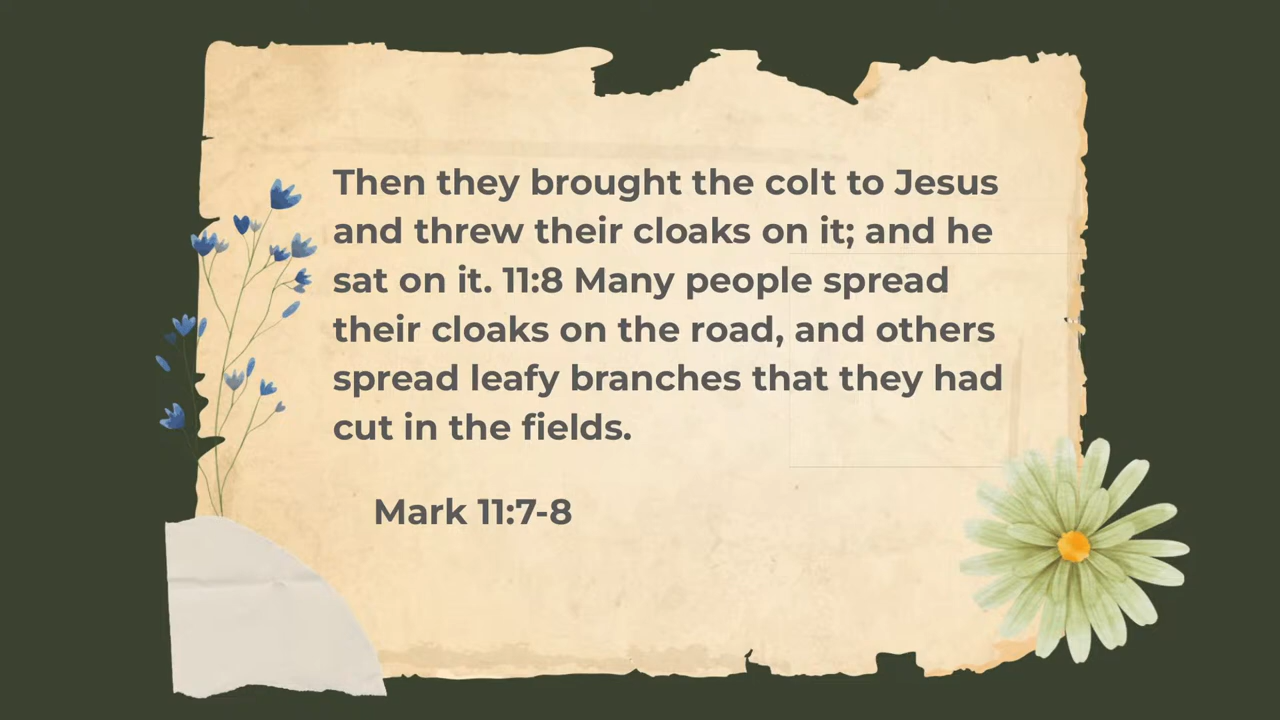 Then they brought the colt to Jesus
and threw their cloaks on it; and he
sat on it. 11:8 Many people spread
their cloaks on the road, and others
spread leafy branches that they had
cut in the fields.
Mark 11:7-8